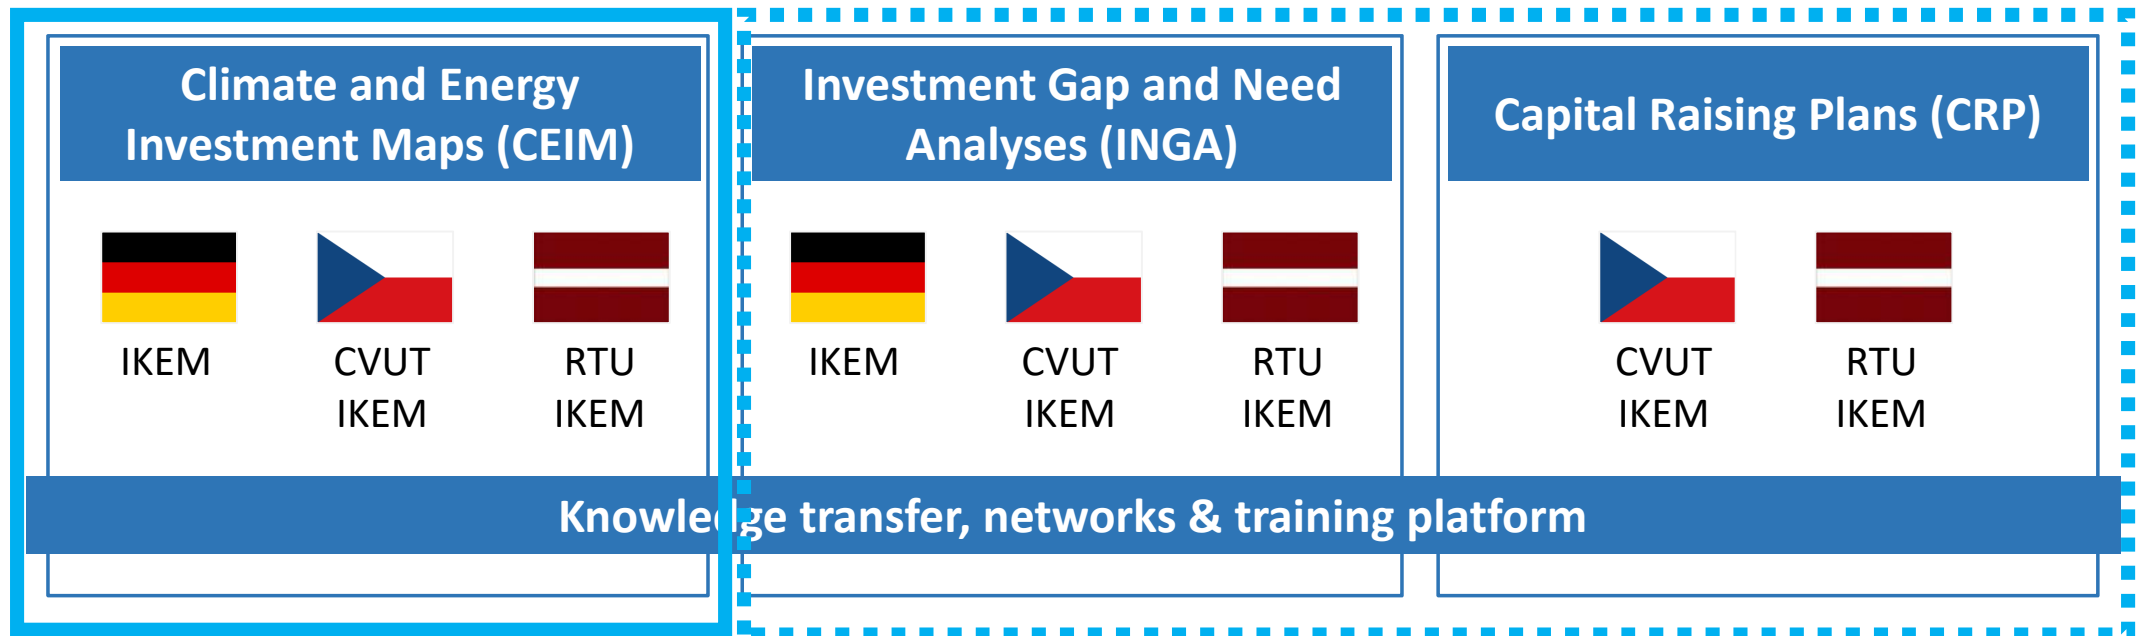 Climate and Energy
Investment Maps (CEIM)
IKEM
CVUT
IKEM
RTU
IKEM
Investment Gap and Need
Analyses (INGA)
IKEM
CVUT
IKEM
RTU
IKEM
Capital Raising Plans (CRP)
CVUT
IKEM
RTU
IKEM
Knowledge transfer, networks & training platform